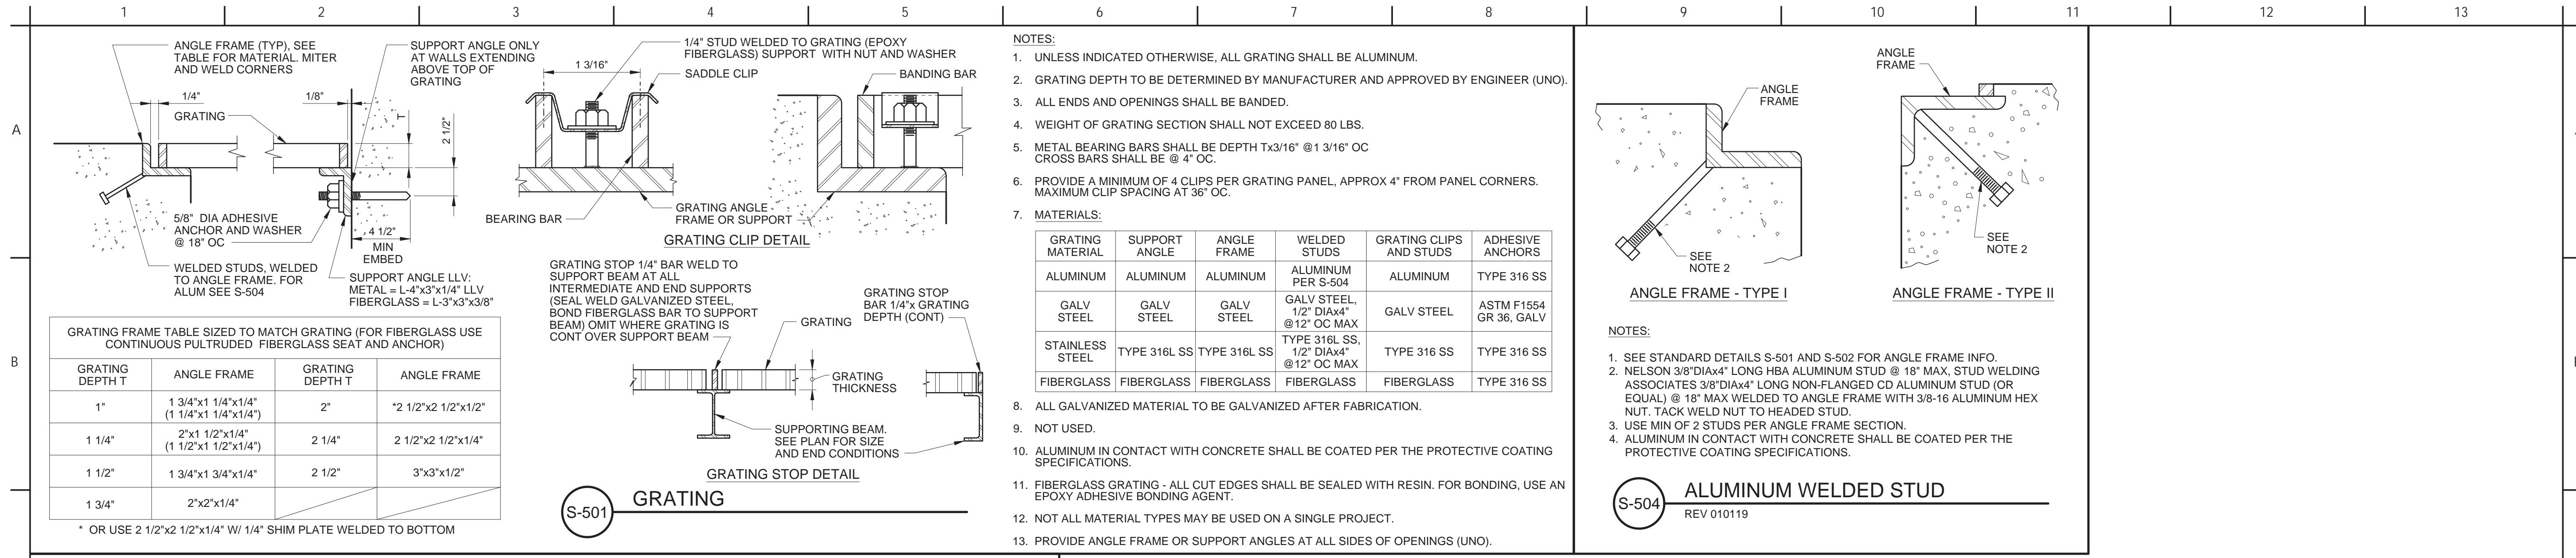 1 2 3 4 5 6 7 8 9 10 11 12 13
A
B
ANGLE FRAME (TYP), SEE
TABLE FOR MATERIAL. MITER
AND WELD CORNERS
SUPPORT ANGLE ONLY
AT WALLS EXTENDING
ABOVE TOP OF
GRATING
1/4"
1/8"
GRATING
T
2 1/2"
5/8" DIA ADHESIVE
ANCHOR AND WASHER
@ 18" OC
4 1/2"
MIN
EMBED
WELDED STUDS, WELDED
TO ANGLE FRAME. FOR
ALUM SEE S-504
SUPPORT ANGLE LLV:
METAL = L-4"x3"x1/4" LLV
FIBERGLASS = L-3"x3"x3/8"
GRATING FRAME TABLE SIZED TO MATCH GRATING (FOR FIBERGLASS USE
CONTINUOUS PULTRUDED FIBERGLASS SEAT AND ANCHOR)
GRATING
DEPTH T
ANGLE FRAME
GRATING
DEPTH T
ANGLE FRAME
1"
1 3/4"x1 1/4"x1/4"
(1 1/4"x1 1/4"x1/4")
2"
*2 1/2"x2 1/2"x1/2"
1 1/4"
2"x1 1/2"x1/4"
(1 1/2"x1 1/2"x1/4")
2 1/4"
2 1/2"x2 1/2"x1/4"
1 1/2"
1 3/4"x1 3/4"x1/4"
2 1/2"
3"x3"x1/2"
1 3/4"
2"x2"x1/4"
* OR USE 2 1/2"x2 1/2"x1/4" W/ 1/4" SHIM PLATE WELDED TO BOTTOM
1/4" STUD WELDED TO GRATING (EPOXY
FIBERGLASS) SUPPORT WITH NUT AND WASHER
1 3/16"
SADDLE CLIP
BANDING BAR
BEARING BAR
GRATING ANGLE
FRAME OR SUPPORT
GRATING CLIP DETAIL
GRATING STOP 1/4" BAR WELD TO
SUPPORT BEAM AT ALL
INTERMEDIATE AND END SUPPORTS
(SEAL WELD GALVANIZED STEEL,
BOND FIBERGLASS BAR TO SUPPORT
BEAM) OMIT WHERE GRATING IS
CONT OVER SUPPORT BEAM
GRATING STOP
BAR 1/4"x GRATING
DEPTH (CONT)
GRATING
GRATING
THICKNESS
SUPPORTING BEAM.
SEE PLAN FOR SIZE
AND END CONDITIONS
GRATING STOP DETAIL
S-501
GRATING
NOTES:
1. UNLESS INDICATED OTHERWISE, ALL GRATING SHALL BE ALUMINUM.
2. GRATING DEPTH TO BE DETERMINED BY MANUFACTURER AND APPROVED BY ENGINEER (UNO).
3. ALL ENDS AND OPENINGS SHALL BE BANDED.
4. WEIGHT OF GRATING SECTION SHALL NOT EXCEED 80 LBS.
5. METAL BEARING BARS SHALL BE DEPTH Tx3/16" @1 3/16" OC
CROSS BARS SHALL BE @ 4" OC.
6. PROVIDE A MINIMUM OF 4 CLIPS PER GRATING PANEL, APPROX 4" FROM PANEL CORNERS.
MAXIMUM CLIP SPACING AT 36" OC.
7. MATERIALS:
GRATING
MATERIAL
SUPPORT
ANGLE
ANGLE
FRAME
WELDED
STUDS
GRATING CLIPS
AND STUDS
ADHESIVE
ANCHORS
ALUMINUM
ALUMINUM
ALUMINUM
ALUMINUM
PER S-504
ALUMINUM
TYPE 316 SS
GALV
STEEL
GALV
STEEL
GALV
STEEL
GALV STEEL,
1/2" DIAx4"
@12" OC MAX
GALV STEEL
ASTM F1554
GR 36, GALV
STAINLESS
STEEL
TYPE 316L SS
TYPE 316L SS
TYPE 316L SS,
1/2" DIAx4"
@12" OC MAX
TYPE 316 SS
TYPE 316 SS
FIBERGLASS
FIBERGLASS
FIBERGLASS
FIBERGLASS
FIBERGLASS
TYPE 316 SS
8. ALL GALVANIZED MATERIAL TO BE GALVANIZED AFTER FABRICATION.
9. NOT USED.
10. ALUMINUM IN CONTACT WITH CONCRETE SHALL BE COATED PER THE PROTECTIVE COATING
SPECIFICATIONS.
11. FIBERGLASS GRATING - ALL CUT EDGES SHALL BE SEALED WITH RESIN. FOR BONDING, USE AN
EPOXY ADHESIVE BONDING AGENT.
12. NOT ALL MATERIAL TYPES MAY BE USED ON A SINGLE PROJECT.
13. PROVIDE ANGLE FRAME OR SUPPORT ANGLES AT ALL SIDES OF OPENINGS (UNO).
ANGLE
FRAME
SEE
NOTE 2
ANGLE FRAME - TYPE I
ANGLE
FRAME
SEE
NOTE 2
ANGLE FRAME - TYPE II
NOTES:
1. SEE STANDARD DETAILS S-501 AND S-502 FOR ANGLE FRAME INFO.
2. NELSON 3/8"DIAx4" LONG HBA ALUMINUM STUD @ 18" MAX, STUD WELDING
ASSOCIATES 3/8"DIAx4" LONG NON-FLANGED CD ALUMINUM STUD (OR
EQUAL) @ 18" MAX WELDED TO ANGLE FRAME WITH 3/8-16 ALUMINUM HEX
NUT. TACK WELD NUT TO HEADED STUD.
3. USE MIN OF 2 STUDS PER ANGLE FRAME SECTION.
4. ALUMINUM IN CONTACT WITH CONCRETE SHALL BE COATED PER THE
PROTECTIVE COATING SPECIFICATIONS.
S-504
ALUMINUM WELDED STUD
REV 010119